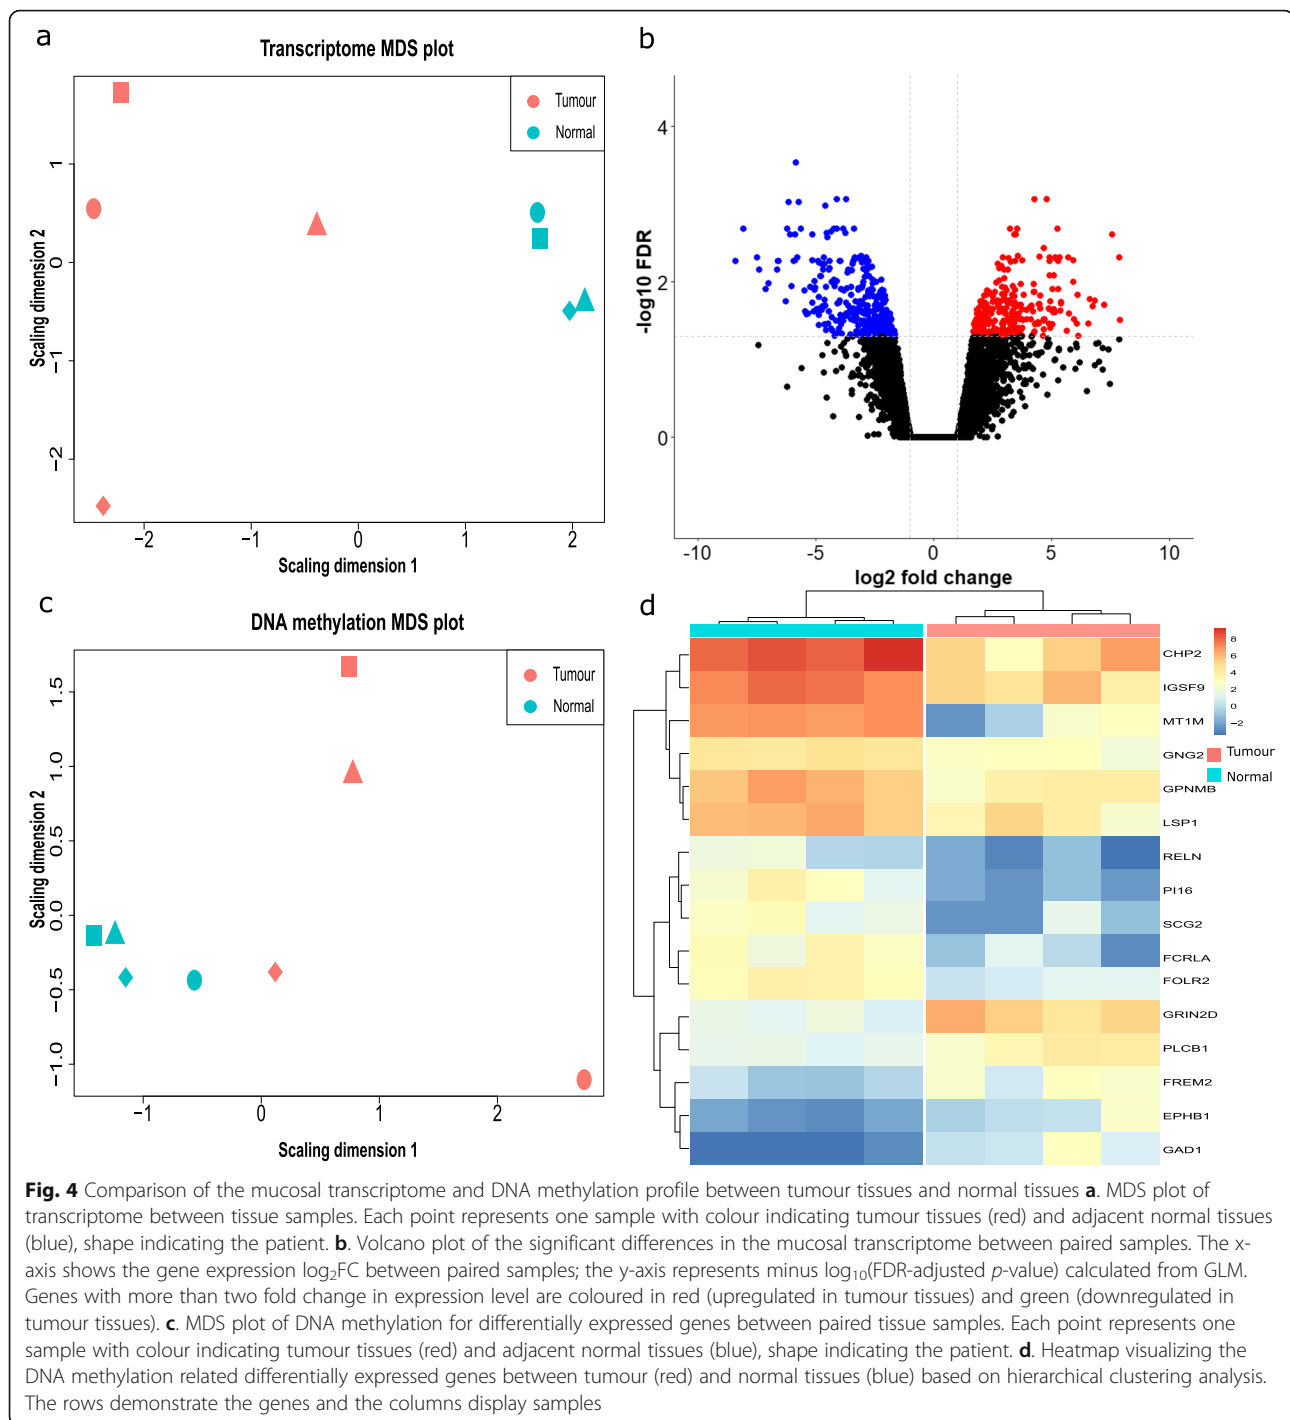 a
Transcriptome MDS plot
Tumour
Normal
1
0
−1
−2
Scaling dimension 2
−2
−1
0
1
2
Scaling dimension 1
b
4
2
0
-log10 FDR
-10
-5
0
5
10
log2 fold change
c
DNA methylation MDS plot
Tumour
Normal
1.5
1.0
0.5
0.0
−0.5
−1.0
Scaling dimension 2
−1
0
1
2
Scaling dimension 1
d
CHP2
IGSF9
MT1M
GNG2
GPNMB
LSP1
RELN
PI16
SCG2
FCRLA
FOLR2
GRIN2D
PLCB1
FREM2
EPHB1
GAD1
8
6
4
2
0
−2
Tumour
Normal
Fig. 4 Comparison of the mucosal transcriptome and DNA methylation profile between tumour tissues and normal tissues a. MDS plot of
transcriptome between tissue samples. Each point represents one sample with colour indicating tumour tissues (red) and adjacent normal tissues
(blue), shape indicating the patient. b. Volcano plot of the significant differences in the mucosal transcriptome between paired samples. The x-
axis shows the gene expression log₂FC between paired samples; the y-axis represents minus log₁₀(FDR-adjusted p-value) calculated from GLM.
Genes with more than two fold change in expression level are coloured in red (upregulated in tumour tissues) and green (downregulated in
tumour tissues). c. MDS plot of DNA methylation for differentially expressed genes between paired tissue samples. Each point represents one
sample with colour indicating tumour tissues (red) and adjacent normal tissues (blue), shape indicating the patient. d. Heatmap visualizing the
DNA methylation related differentially expressed genes between tumour (red) and normal tissues (blue) based on hierarchical clustering analysis.
The rows demonstrate the genes and the columns display samples